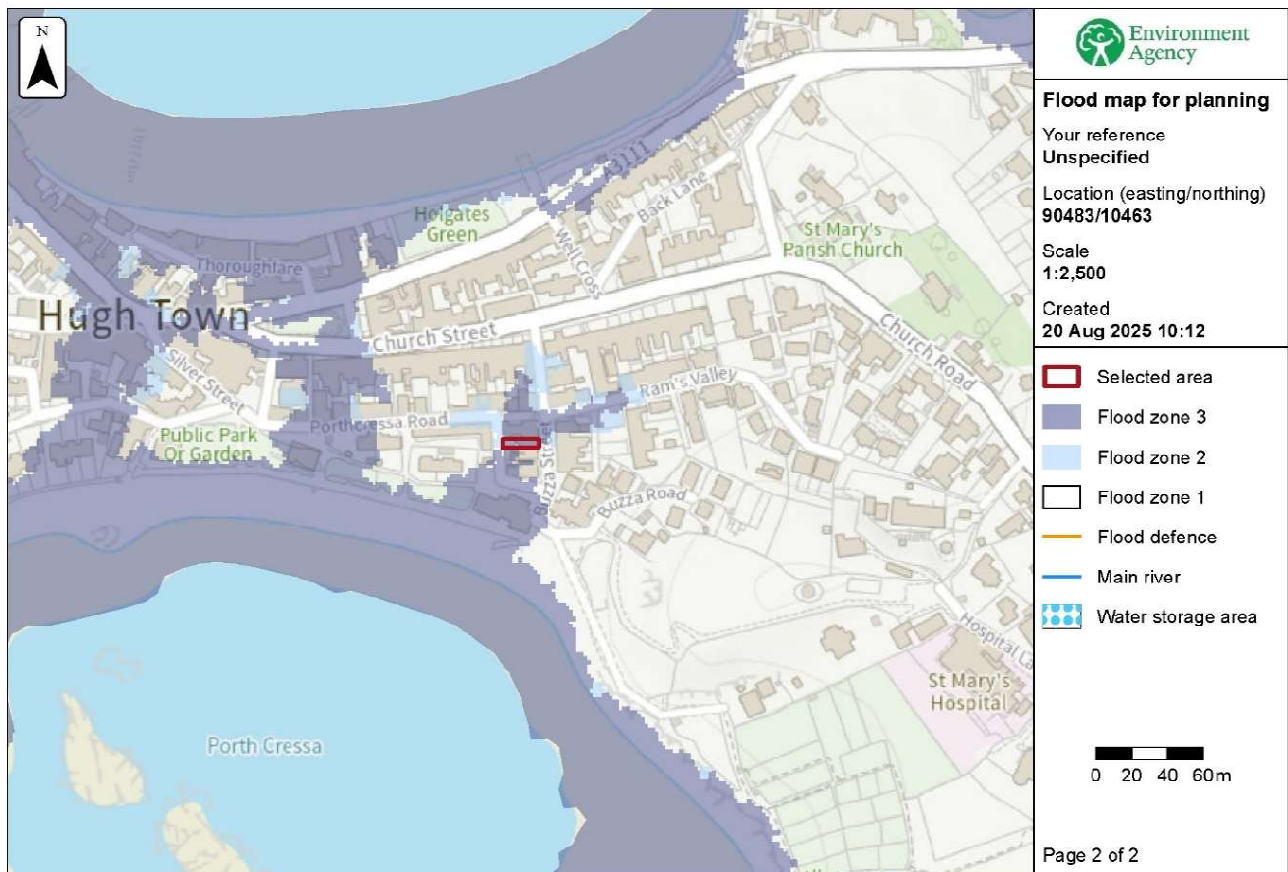 N
Holgates
Green
A3111
Back Lane
Well Cross
St Mary's
Parish Church
Thoroughfare
Hugh Town
Church Street
Church Road
Silver Street
Ram's Valley
Porthcressa Road
Public Park
Or Garden
Buzza Street
Buzza Road
Hospital La
St Mary's
Hospital
Porth Cressa
Environment
Agency
Flood map for planning
Your reference
Unspecified
Location (easting/northing)
90483/10463
Scale
1:2,500
Created
20 Aug 2025 10:12
Selected area
Flood zone 3
Flood zone 2
Flood zone 1
Flood defence
Main river
Water storage area
0 20 40 60m
Page 2 of 2